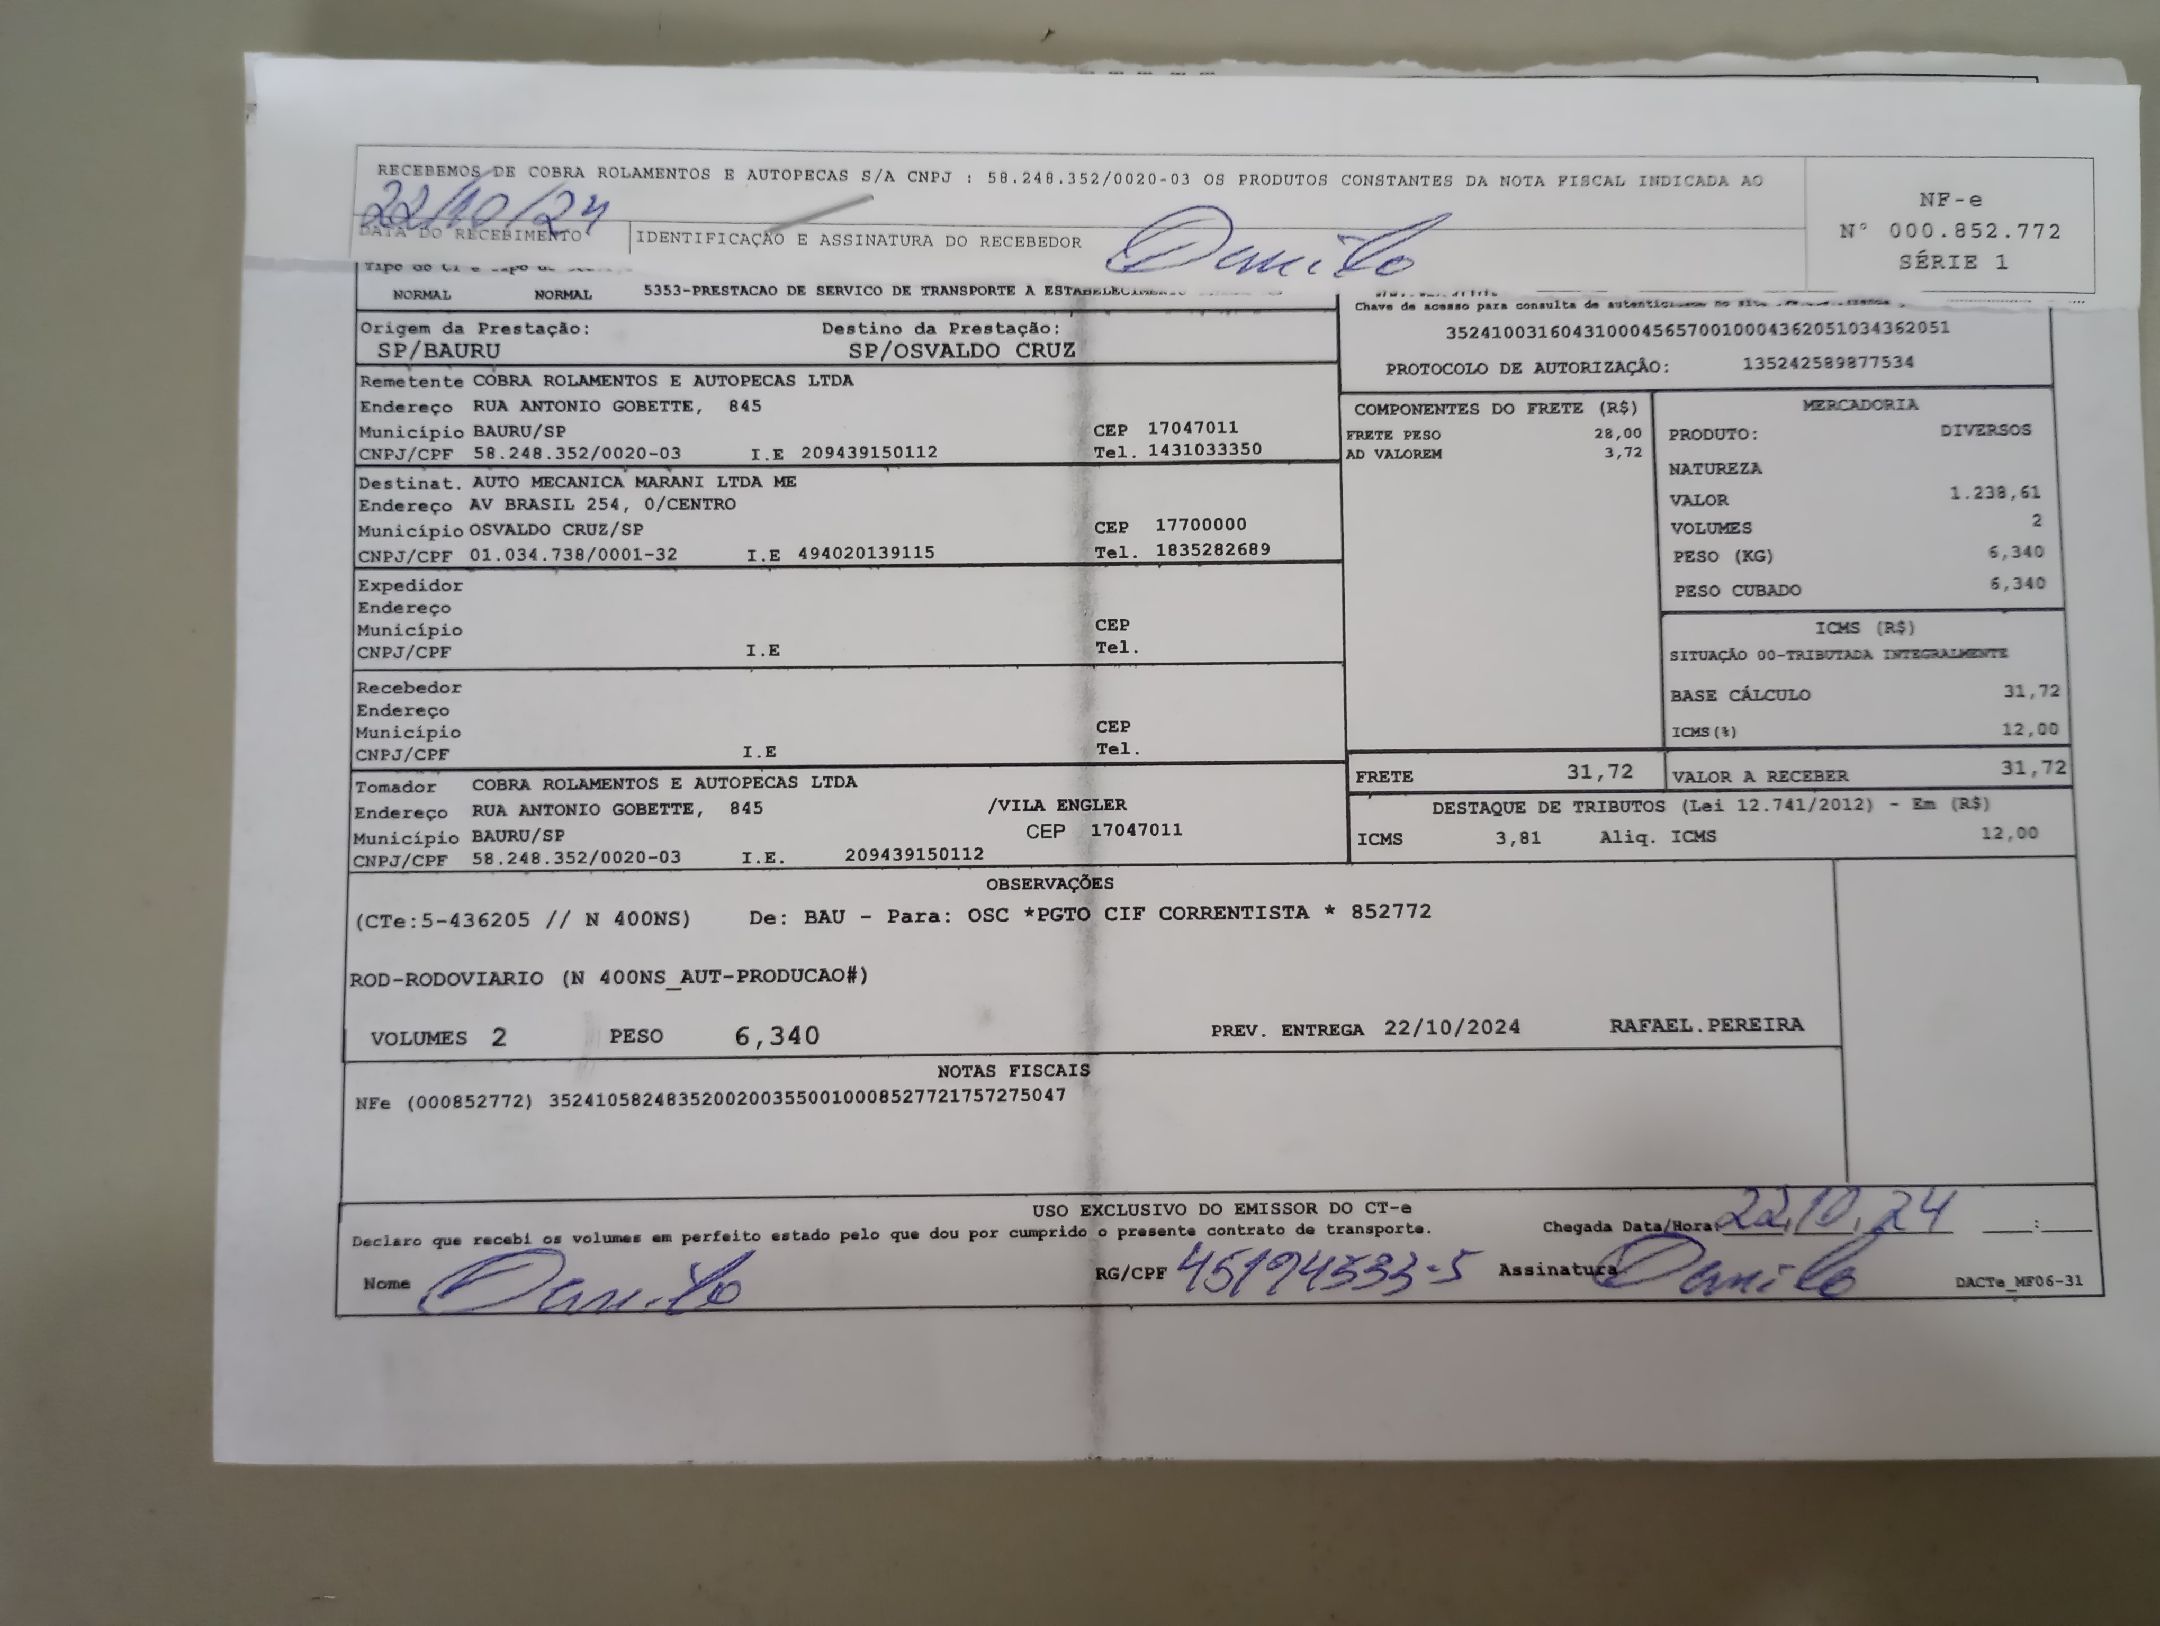 RECEBEMOS DE COBRA ROLAMENTOS E AUTOPECAS S/A CNPJ : 58.248.352/0020-03 OS PRODUTOS CONSTANTES DA NOTA FISCAL INDICADA AO
22/10/24
DATA DO RECEBIMENTO
IDENTIFICAÇÃO E ASSINATURA DO RECEBEDOR
Danilo
NF-e
N° 000.852.772
SÉRIE 1
NORMAL NORMAL 5353-PRESTACAO DE SERVICO DE TRANSPORTE A
Chave de acesso para consulta de
35241003160431000456570010004362051034362051
PROTOCOLO DE AUTORIZAÇÃO: 135242589877534
Origem da Prestação: Destino da Prestação:
SP/BAURU SP/OSVALDO CRUZ
Remetente COBRA ROLAMENTOS E AUTOPECAS LTDA
Endereço RUA ANTONIO GOBETTE, 845
Município BAURU/SP CEP 17047011
CNPJ/CPF 58.248.352/0020-03 I.E 209439150112 Tel. 1431033350
Destinat. AUTO MECANICA MARANI LTDA ME
Endereço AV BRASIL 254, 0/CENTRO
Município OSVALDO CRUZ/SP CEP 17700000
CNPJ/CPF 01.034.738/0001-32 I.E 494020139115 Tel. 1835282689
Expedidor
Endereço
Município CEP
CNPJ/CPF I.E Tel.
Recebedor
Endereço
Município CEP
CNPJ/CPF I.E Tel.
Tomador COBRA ROLAMENTOS E AUTOPECAS LTDA
Endereço RUA ANTONIO GOBETTE, 845 /VILA ENGLER
Município BAURU/SP CEP 17047011
CNPJ/CPF 58.248.352/0020-03 I.E. 209439150112
COMPONENTES DO FRETE (R$)
FRETE PESO 28,00
AD VALOREM 3,72
MERCADORIA
PRODUTO: DIVERSOS
NATUREZA
VALOR 1.238,61
VOLUMES 2
PESO (KG) 6,340
PESO CUBADO 6,340
ICMS (R$)
SITUAÇÃO 00-TRIBUTADA INTEGRALMENTE
BASE CÁLCULO 31,72
ICMS(%) 12,00
FRETE 31,72 VALOR A RECEBER 31,72
DESTAQUE DE TRIBUTOS (Lei 12.741/2012) - Em (R$)
ICMS 3,81 Aliq. ICMS 12,00
OBSERVAÇÕES
(CTe:5-436205 // N 400NS) De: BAU - Para: OSC *PGTO CIF CORRENTISTA * 852772
ROD-RODOVIARIO (N 400NS_AUT-PRODUCAO#)
VOLUMES 2 PESO 6,340 PREV. ENTREGA 22/10/2024 RAFAEL.PEREIRA
NOTAS FISCAIS
NFe (000852772) 35241058248352002003550010008527721757275047
USO EXCLUSIVO DO EMISSOR DO CT-e
Declaro que recebi os volumes em perfeito estado pelo que dou por cumprido o presente contrato de transporte. Chegada Data/Hora: 22/10/24 __:__
Nome Danilo RG/CPF 45194533-5 Assinatura Danilo DACTe_MF06-31